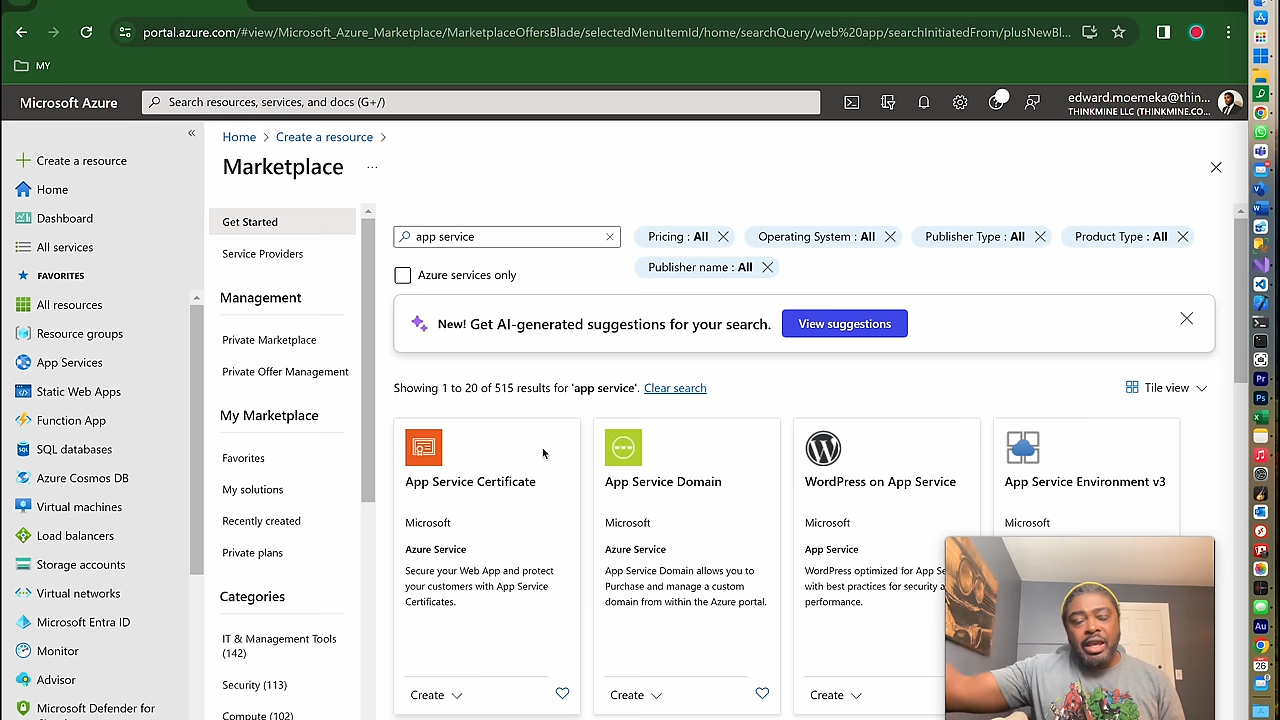 portal.azure.com/#view/Microsoft_Azure_Marketplace/MarketplaceOffersBlade/selectedMenuItemId/home/searchQuery/web%20app/searchInitiatedFrom/plusNewBl...
MY
Microsoft Azure
Search resources, services, and docs (G+/)
edward.moemeka@thin...
THINKMINE LLC (THINKMINE.CO...
Create a resource
Home
Dashboard
All services
FAVORITES
All resources
Resource groups
App Services
Static Web Apps
Function App
SQL databases
Azure Cosmos DB
Virtual machines
Load balancers
Storage accounts
Virtual networks
Microsoft Entra ID
Monitor
Advisor
Microsoft Defender for
Home > Create a resource >
Marketplace ...
Get Started
Service Providers
Management
Private Marketplace
Private Offer Management
My Marketplace
Favorites
My solutions
Recently created
Private plans
Categories
IT & Management Tools
(142)
Security (113)
Compute (102)
app service
Pricing : All
Operating System : All
Publisher Type : All
Product Type : All
Azure services only
Publisher name : All
New! Get AI-generated suggestions for your search.
View suggestions
Showing 1 to 20 of 515 results for 'app service'. Clear search
Tile view
App Service Certificate
Microsoft
Azure Service
Secure your Web App and protect
your customers with App Service
Certificates.
Create
App Service Domain
Microsoft
Azure Service
App Service Domain allows you to
Purchase and manage a custom
domain from within the Azure portal.
Create
WordPress on App Service
Microsoft
App Service
WordPress optimized for App Se
with best practices for security a
performance.
Create
App Service Environment v3
Microsoft